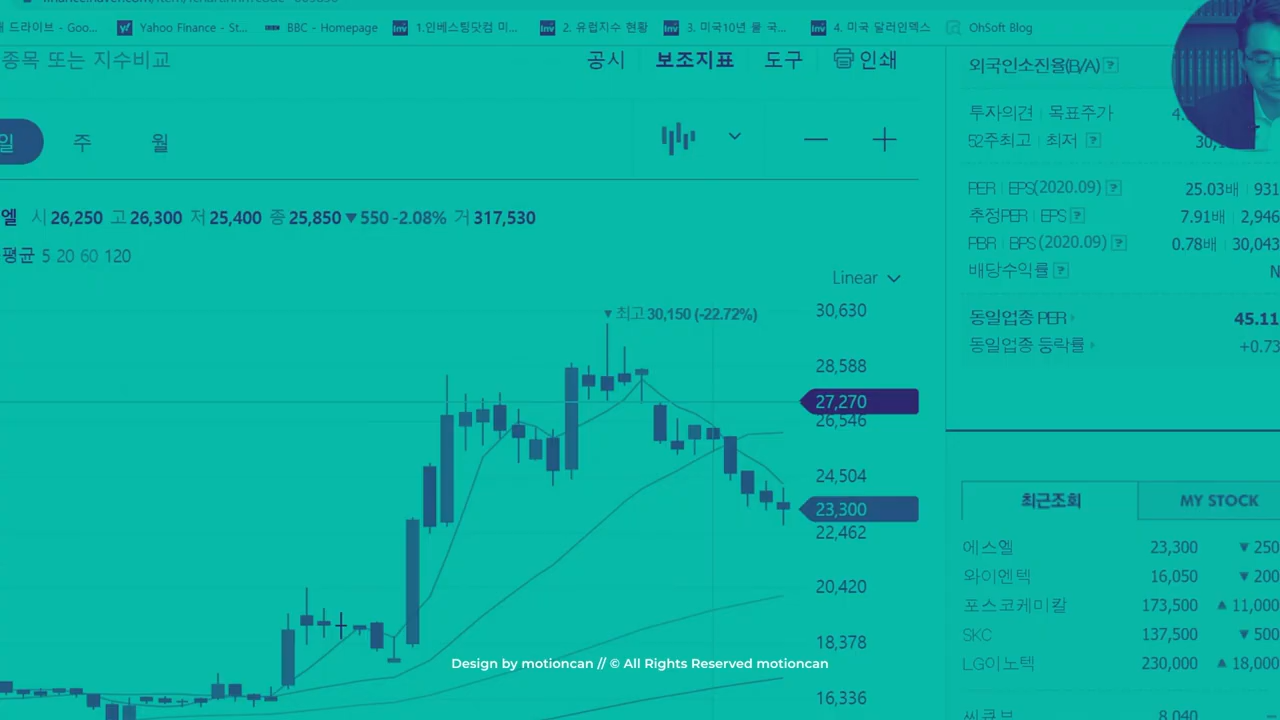 드라이브 - Goo...
Yahoo Finance - St...
BBC - Homepage
1.인베스팅닷컴 미...
2. 유럽지수 현황
3. 미국10년 물 국...
4. 미국 달러인덱스
OhSoft Blog
종목 또는 지수비교
공시
보조지표
도구
인쇄
일
주
월
엘 시 26,250 고 26,300 저 25,400 종 25,850 ▼ 550 -2.08% 거 317,530
평균 5 20 60 120
Linear
▼ 최고 30,150 (-22.72%)
30,630
28,588
27,270
26,546
24,504
23,300
22,462
20,420
18,378
16,336
외국인소진율(B/A) ?
투자의견 | 목표주가 4.
52주최고 | 최저 ?
PER | EPS(2020.09) ? 25.03배 | 931
추정PER | EPS ? 7.91배 | 2,946
PBR | BPS (2020.09) ? 0.78배 | 30,043
배당수익률 ? N
동일업종 PER 45.11
동일업종 등락률 +0.73
최근조회 MY STOCK
에스엘 23,300 ▼ 250
와이엔텍 16,050 ▼ 200
포스코케미칼 173,500 ▲ 11,000
SKC 137,500 ▼ 500
LG이노텍 230,000 ▲ 18,000
씨큐브 8,040
Design by motioncan // © All Rights Reserved motioncan